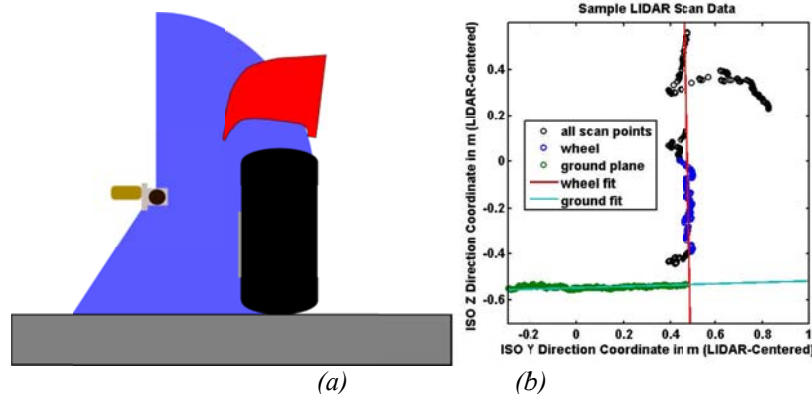 Sample LIDAR Scan Data
ISO Z Direction Coordinate in m (LIDAR-Centered)
0.4
0.2
0
-0.2
-0.4
-0.6
all scan points
wheel
ground plane
wheel fit
ground fit
-0.2 0 0.2 0.4 0.6 0.8 1
ISO Y Direction Coordinate in m (LIDAR-Centered)
(a) (b)